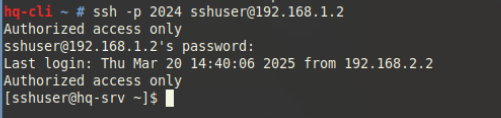 hq-cli ~ # ssh -p 2024 sshuser@192.168.1.2
Authorized access only
sshuser@192.168.1.2's password:
Last login: Thu Mar 20 14:40:06 2025 from 192.168.2.2
Authorized access only
[sshuser@hq-srv ~]$